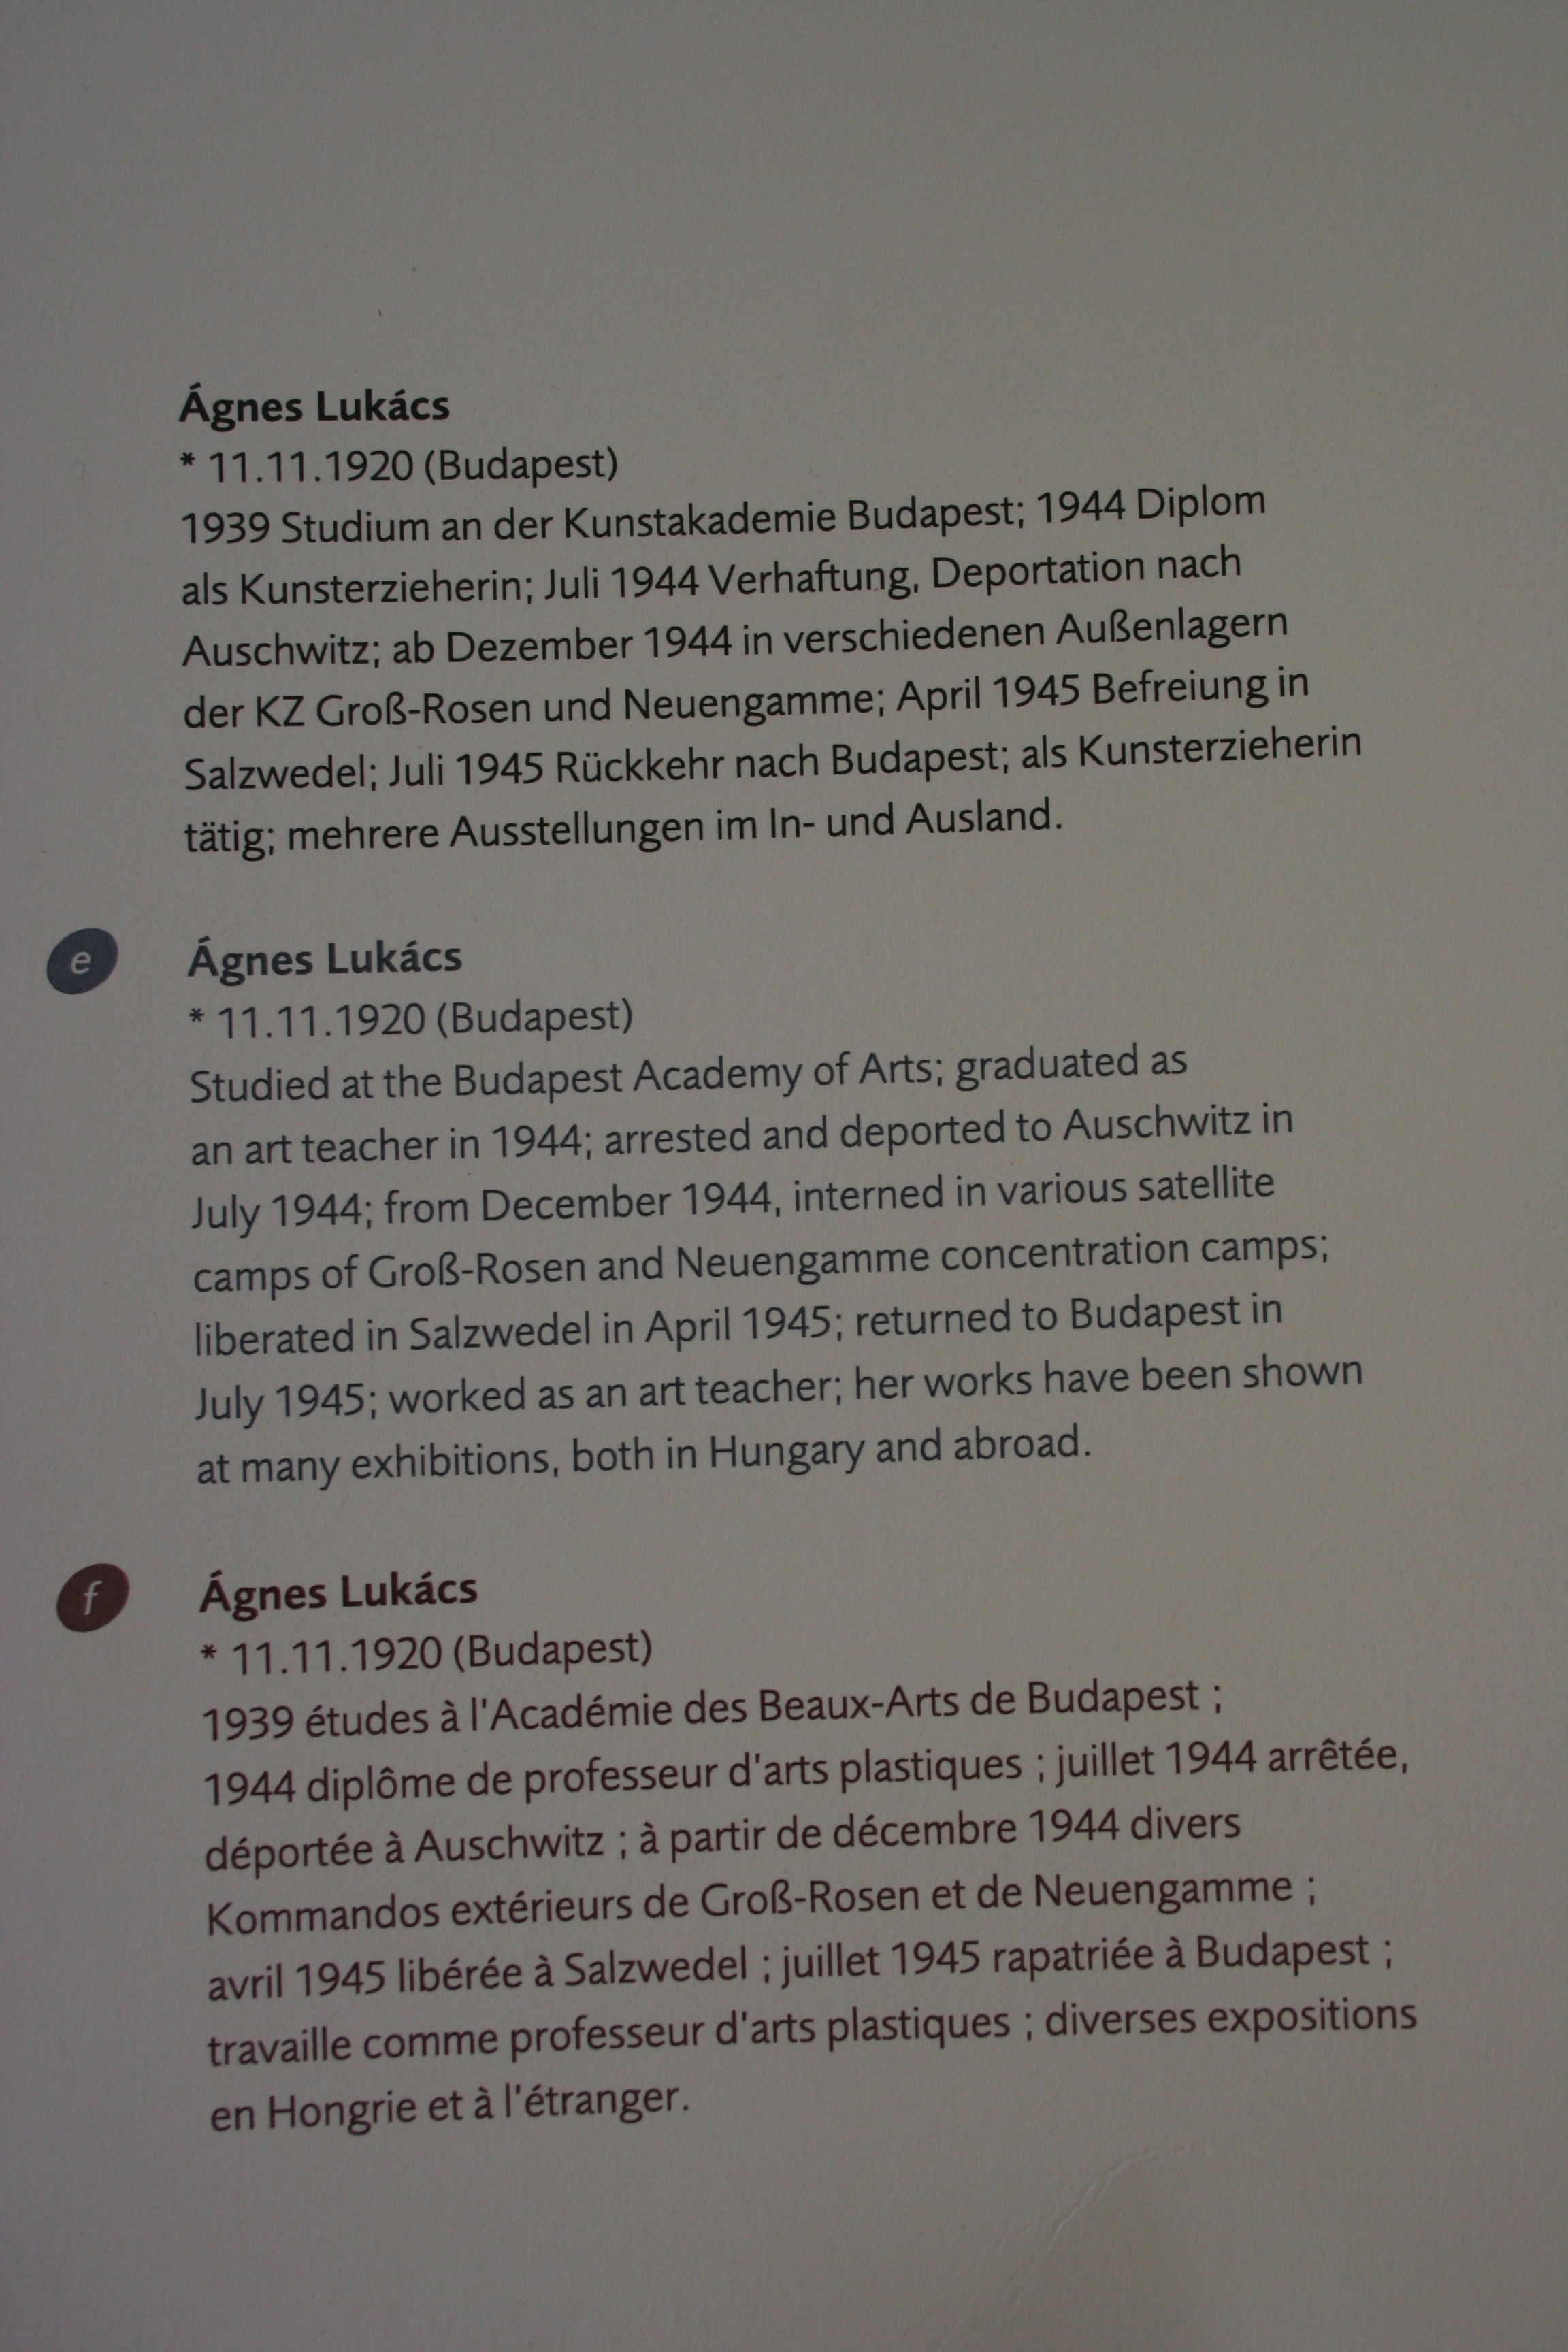 Ágnes Lukács
* 11.11.1920 (Budapest)
1939 Studium an der Kunstakademie Budapest; 1944 Diplom
als Kunsterzieherin; Juli 1944 Verhaftung, Deportation nach
Auschwitz; ab Dezember 1944 in verschiedenen Außenlagern
der KZ Groß-Rosen und Neuengamme; April 1945 Befreiung in
Salzwedel; Juli 1945 Rückkehr nach Budapest; als Kunsterzieherin
tätig; mehrere Ausstellungen im In- und Ausland.
e
Ágnes Lukács
* 11.11.1920 (Budapest)
Studied at the Budapest Academy of Arts; graduated as
an art teacher in 1944; arrested and deported to Auschwitz in
July 1944; from December 1944, interned in various satellite
camps of Groß-Rosen and Neuengamme concentration camps;
liberated in Salzwedel in April 1945; returned to Budapest in
July 1945; worked as an art teacher; her works have been shown
at many exhibitions, both in Hungary and abroad.
f
Ágnes Lukács
* 11.11.1920 (Budapest)
1939 études à l'Académie des Beaux-Arts de Budapest ;
1944 diplôme de professeur d'arts plastiques ; juillet 1944 arrêtée,
déportée à Auschwitz ; à partir de décembre 1944 divers
Kommandos extérieurs de Groß-Rosen et de Neuengamme ;
avril 1945 libérée à Salzwedel ; juillet 1945 rapatriée à Budapest ;
travaille comme professeur d'arts plastiques ; diverses expositions
en Hongrie et à l'étranger.